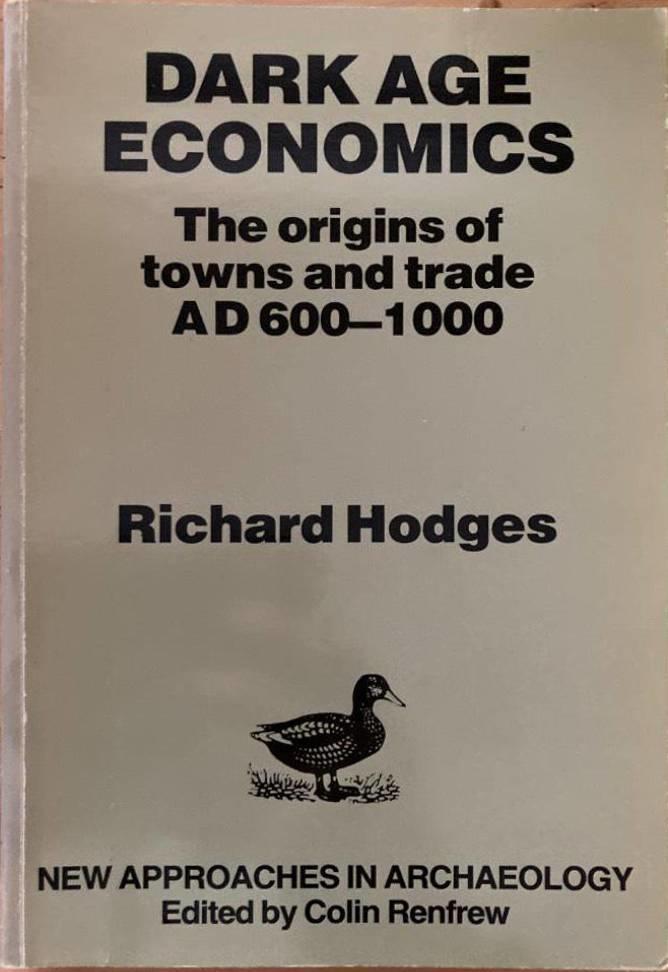 DARK AGE
ECONOMICS
The origins of
towns and trade
AD 600–1000
Richard Hodges
NEW APPROACHES IN ARCHAEOLOGY
Edited by Colin Renfrew